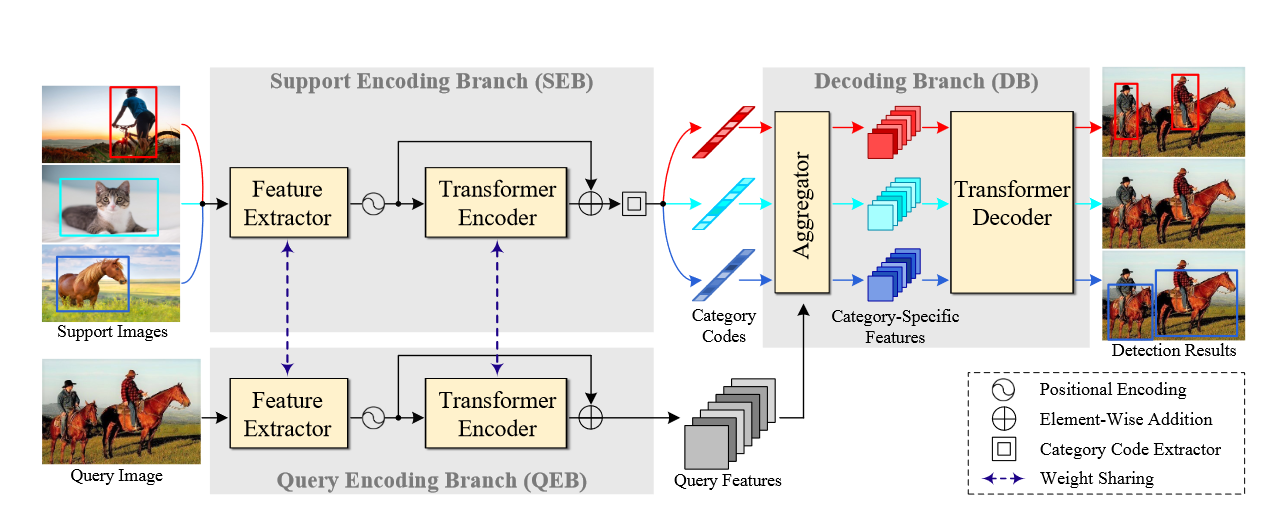 Support Encoding Branch (SEB)
Decoding Branch (DB)
Feature
Extractor
Transformer
Encoder
Aggregator
Transformer
Decoder
Support Images
Category
Codes
Category-Specific
Features
Detection Results
Feature
Extractor
Transformer
Encoder
Query Image
Query Encoding Branch (QEB)
Query Features
Positional Encoding
Element-Wise Addition
Category Code Extractor
Weight Sharing